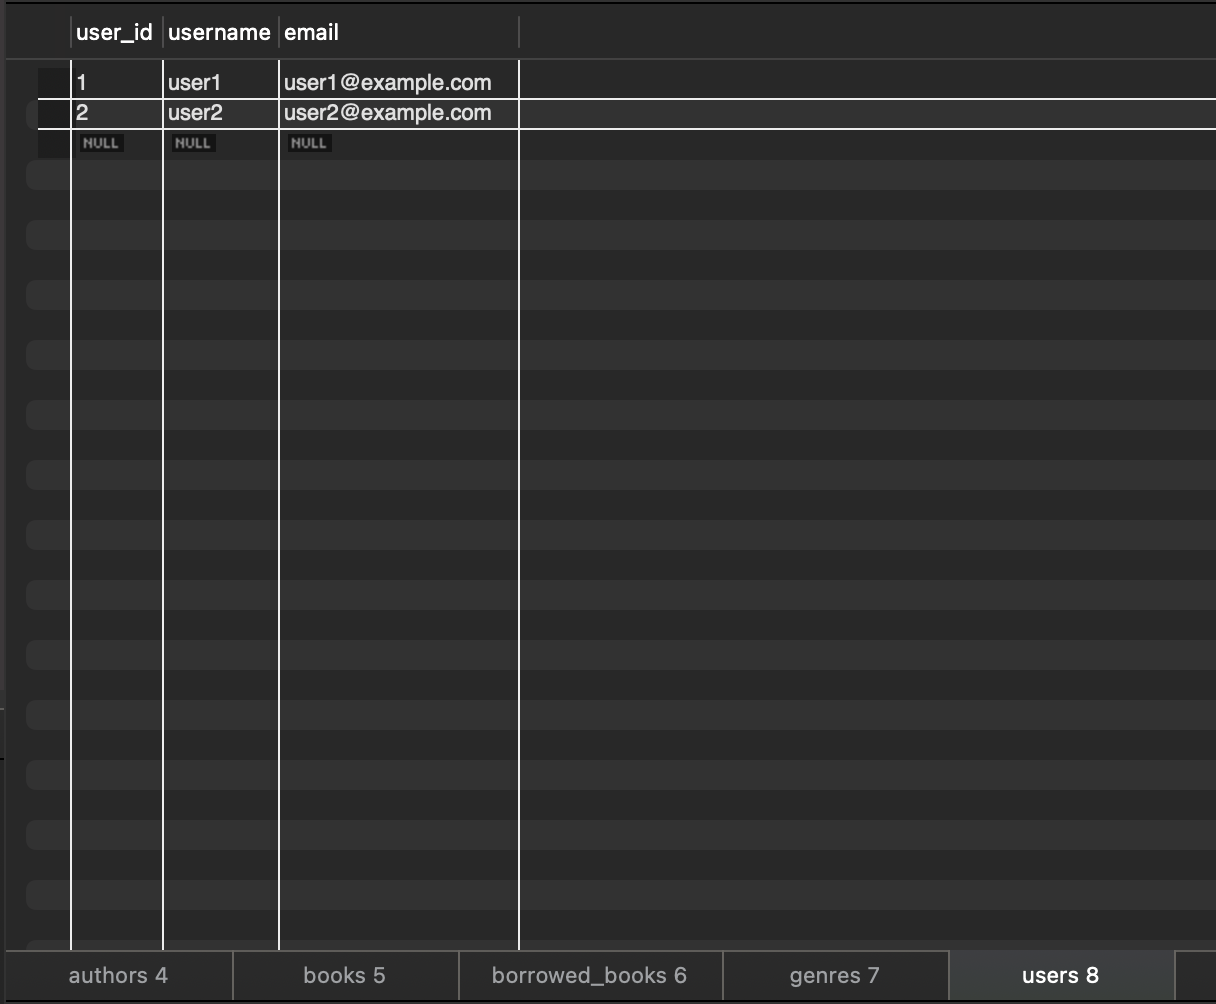 user_id username email
1 user1 user1@example.com
2 user2 user2@example.com
NULL NULL NULL
authors 4 books 5 borrowed_books 6 genres 7 users 8